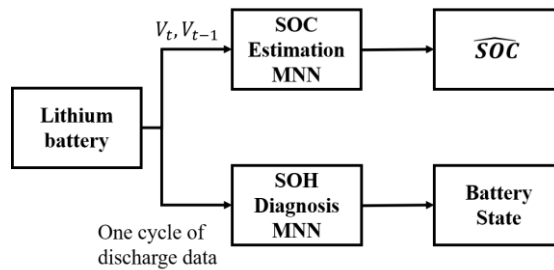 V_t, V_{t-1}
SOC
Estimation
MNN
\widehat{SOC}
Lithium
battery
SOH
Diagnosis
MNN
Battery
State
One cycle of
discharge data